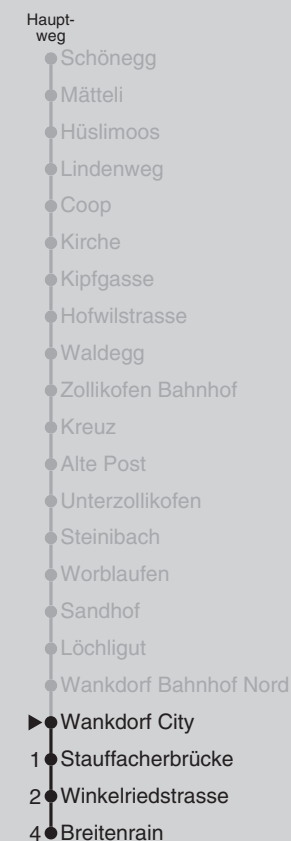 Haupt-
weg
Schönegg
Mätteli
Hüslimoos
Lindenweg
Coop
Kirche
Kipfgasse
Hofwilstrasse
Waldegg
Zollikofen Bahnhof
Kreuz
Alte Post
Unterzollikofen
Steinibach
Worblaufen
Sandhof
Löchligut
Wankdorf Bahnhof Nord
Wankdorf City
1 Stauffacherbrücke
2 Winkelriedstrasse
4 Breitenrain